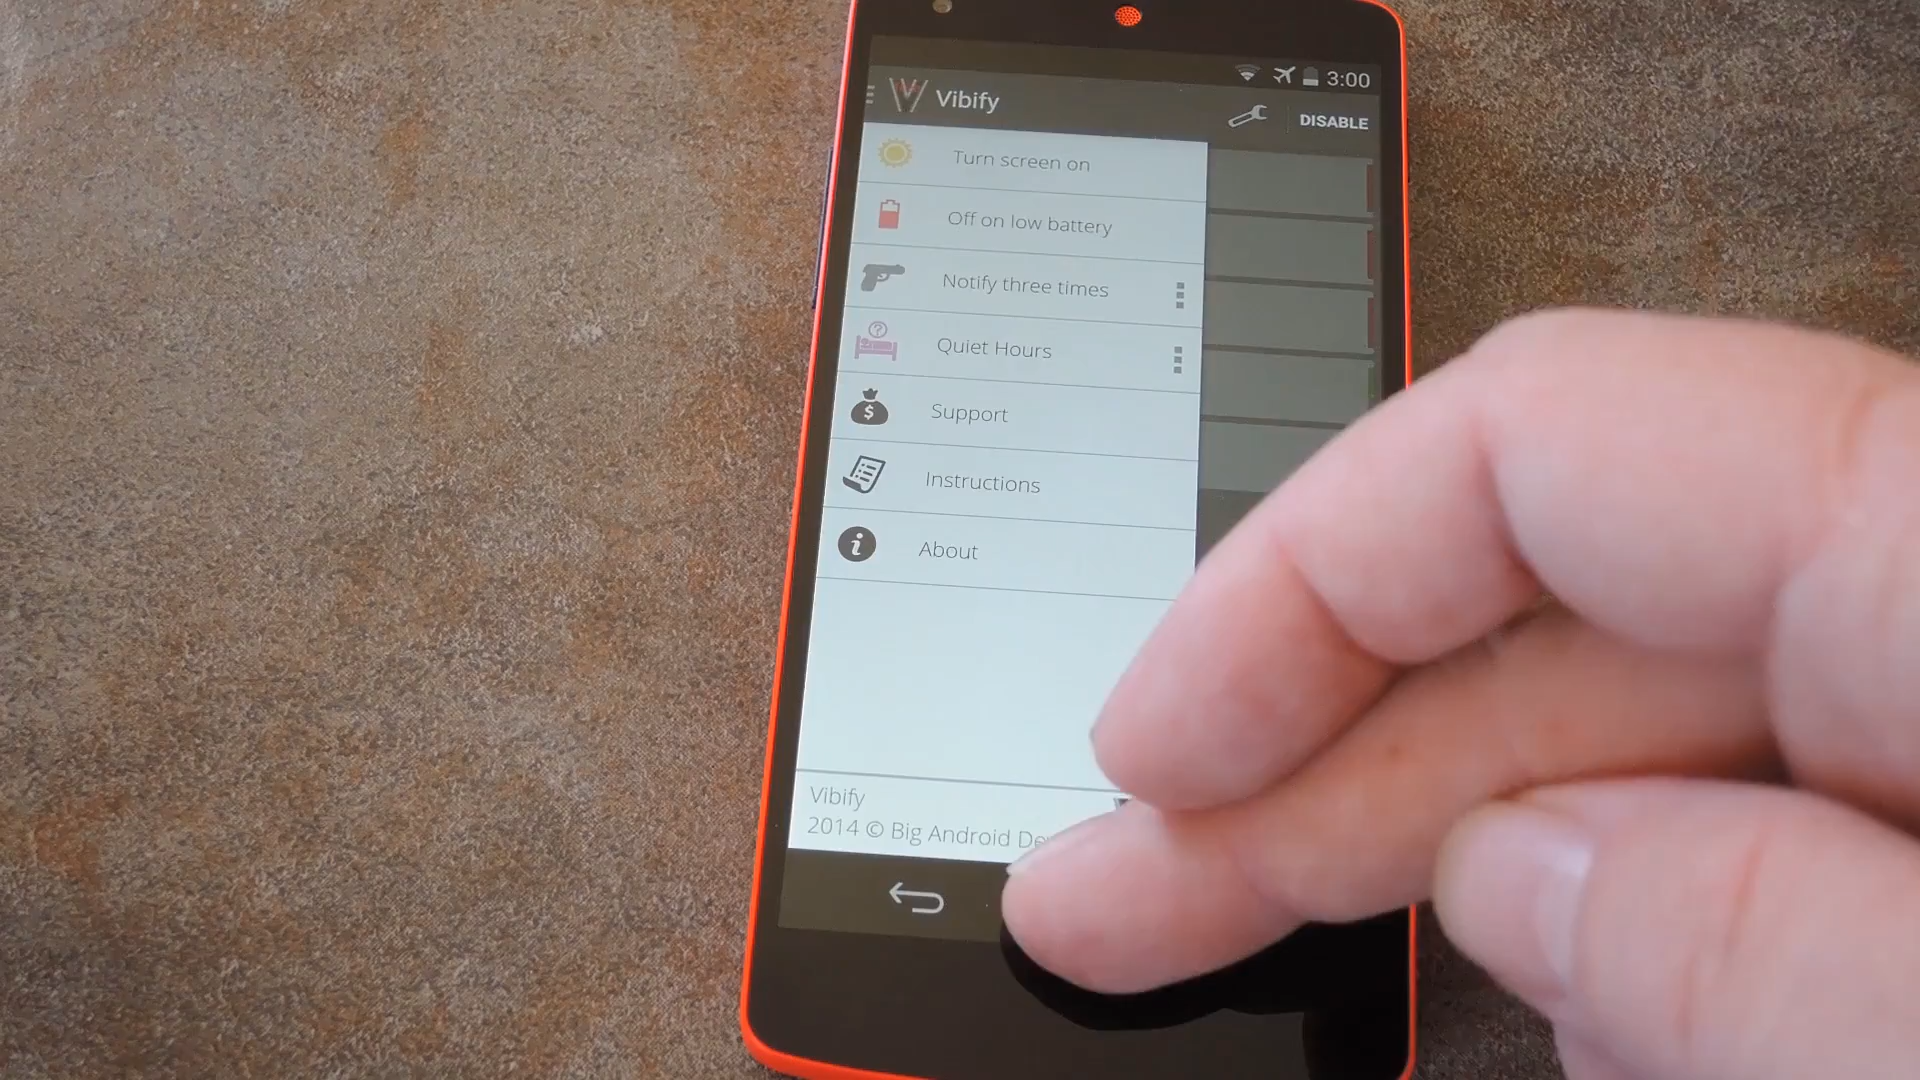 3:00
Vibify
DISABLE
Turn screen on
Off on low battery
Notify three times
Quiet Hours
Support
Instructions
About
Vibify
2014 © Big Android